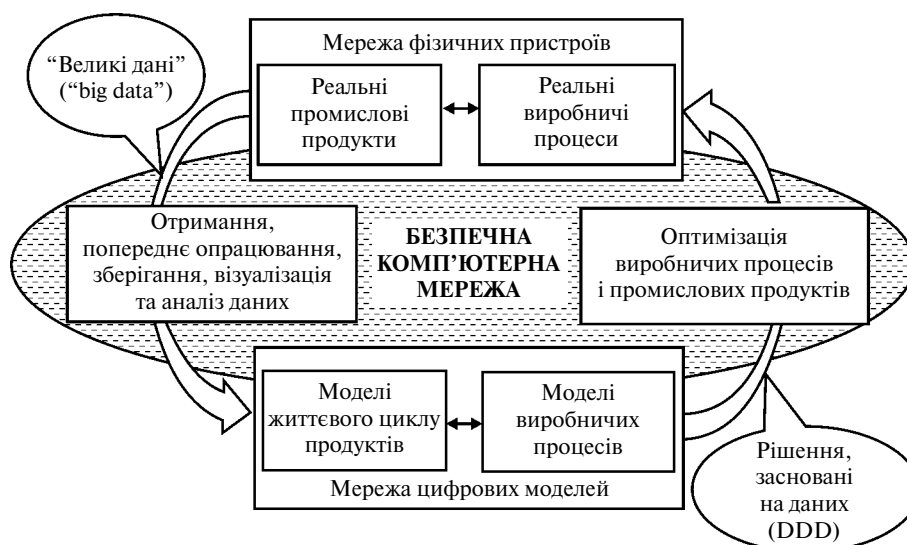 Мережа фізичних пристроїв
“Великі дані”
(“big data”)
Реальні
промислові
продукти
Реальні
виробничі
процеси
Отримання,
попереднє опрацювання,
зберігання, візуалізація
та аналіз даних
БЕЗПЕЧНА
КОМП’ЮТЕРНА
МЕРЕЖА
Оптимізація
виробничих процесів
і промислових продуктів
Моделі
життєвого циклу
продуктів
Моделі
виробничих
процесів
Мережа цифрових моделей
Рішення,
засновані
на даних
(DDD)